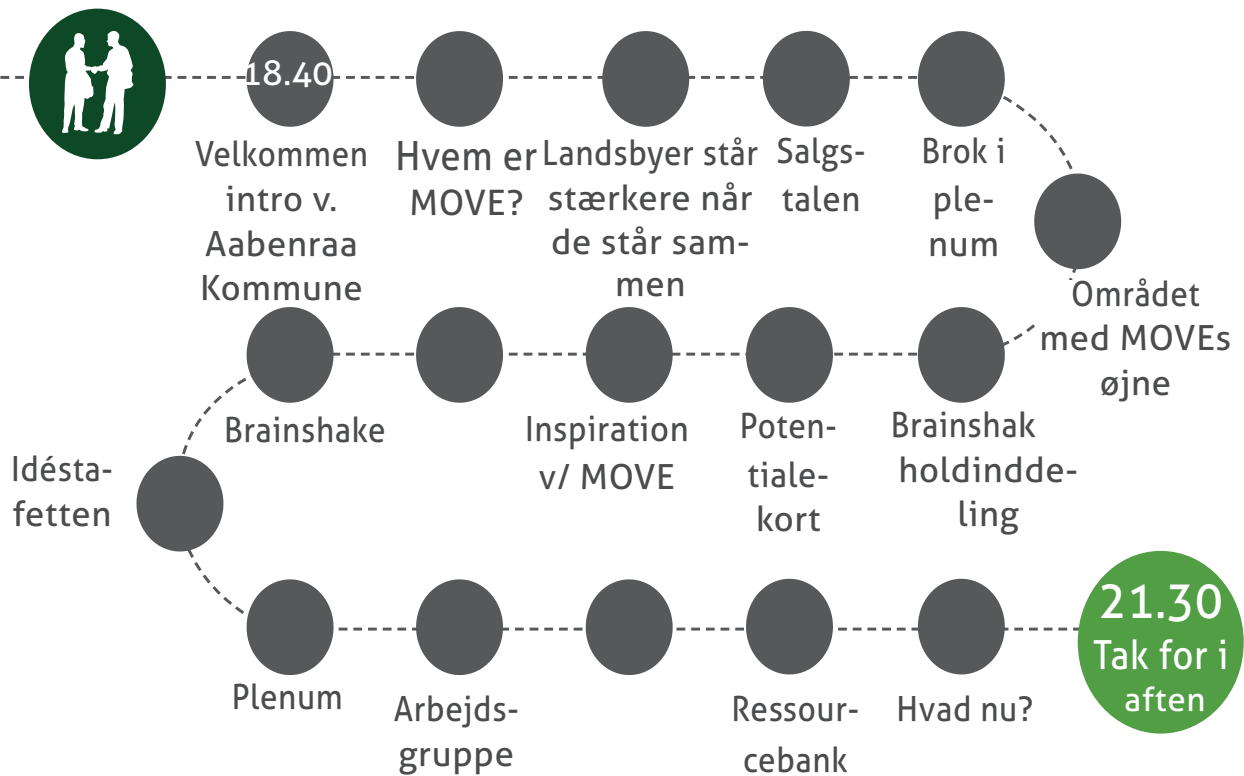 18.40
Velkommen
intro v.
Aabenraa
Kommune
Hvem er
MOVE?
Landsbyer står
stærkere når
de står sam-
men
Salgs-
talen
Brok i
ple-
num
Området
med MOVEs
øjne
Brainshak
holdindde-
ling
Poten-
tiale-
kort
Inspiration
v/ MOVE
Brainshake
Idésta-
fetten
Plenum
Arbejds-
gruppe
Ressour-
cebank
Hvad nu?
21.30
Tak for i
aften